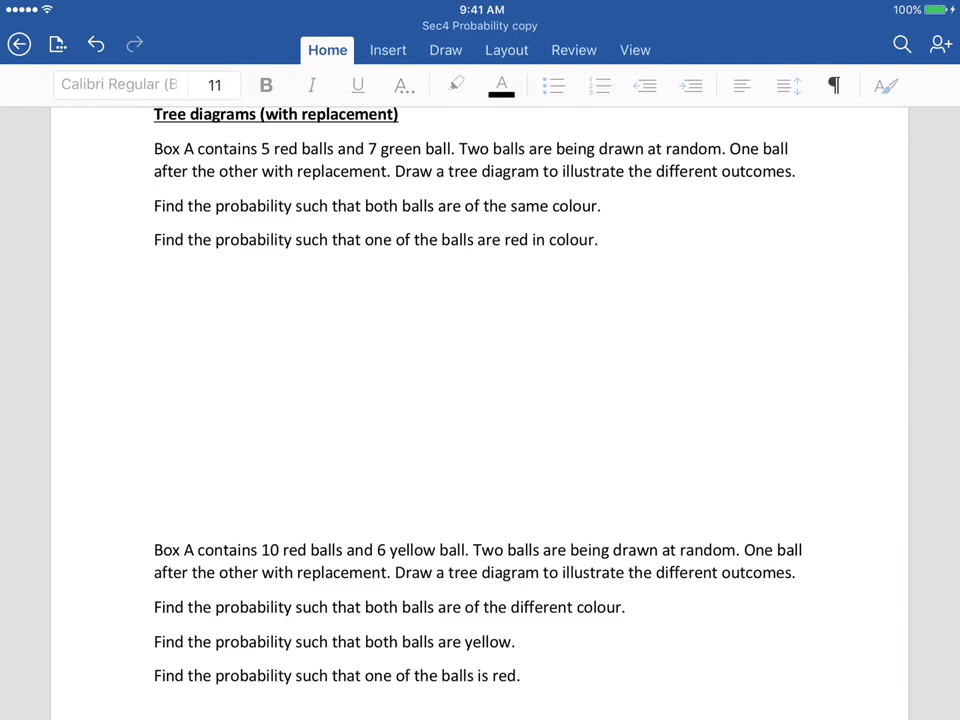 9:41 AM
100%
Sec4 Probability copy
Home Insert Draw Layout Review View
Calibri Regular (B 11 B I U A.. A ¶ A
Tree diagrams (with replacement)
Box A contains 5 red balls and 7 green ball. Two balls are being drawn at random. One ball
after the other with replacement. Draw a tree diagram to illustrate the different outcomes.
Find the probability such that both balls are of the same colour.
Find the probability such that one of the balls are red in colour.
Box A contains 10 red balls and 6 yellow ball. Two balls are being drawn at random. One ball
after the other with replacement. Draw a tree diagram to illustrate the different outcomes.
Find the probability such that both balls are of the different colour.
Find the probability such that both balls are yellow.
Find the probability such that one of the balls is red.